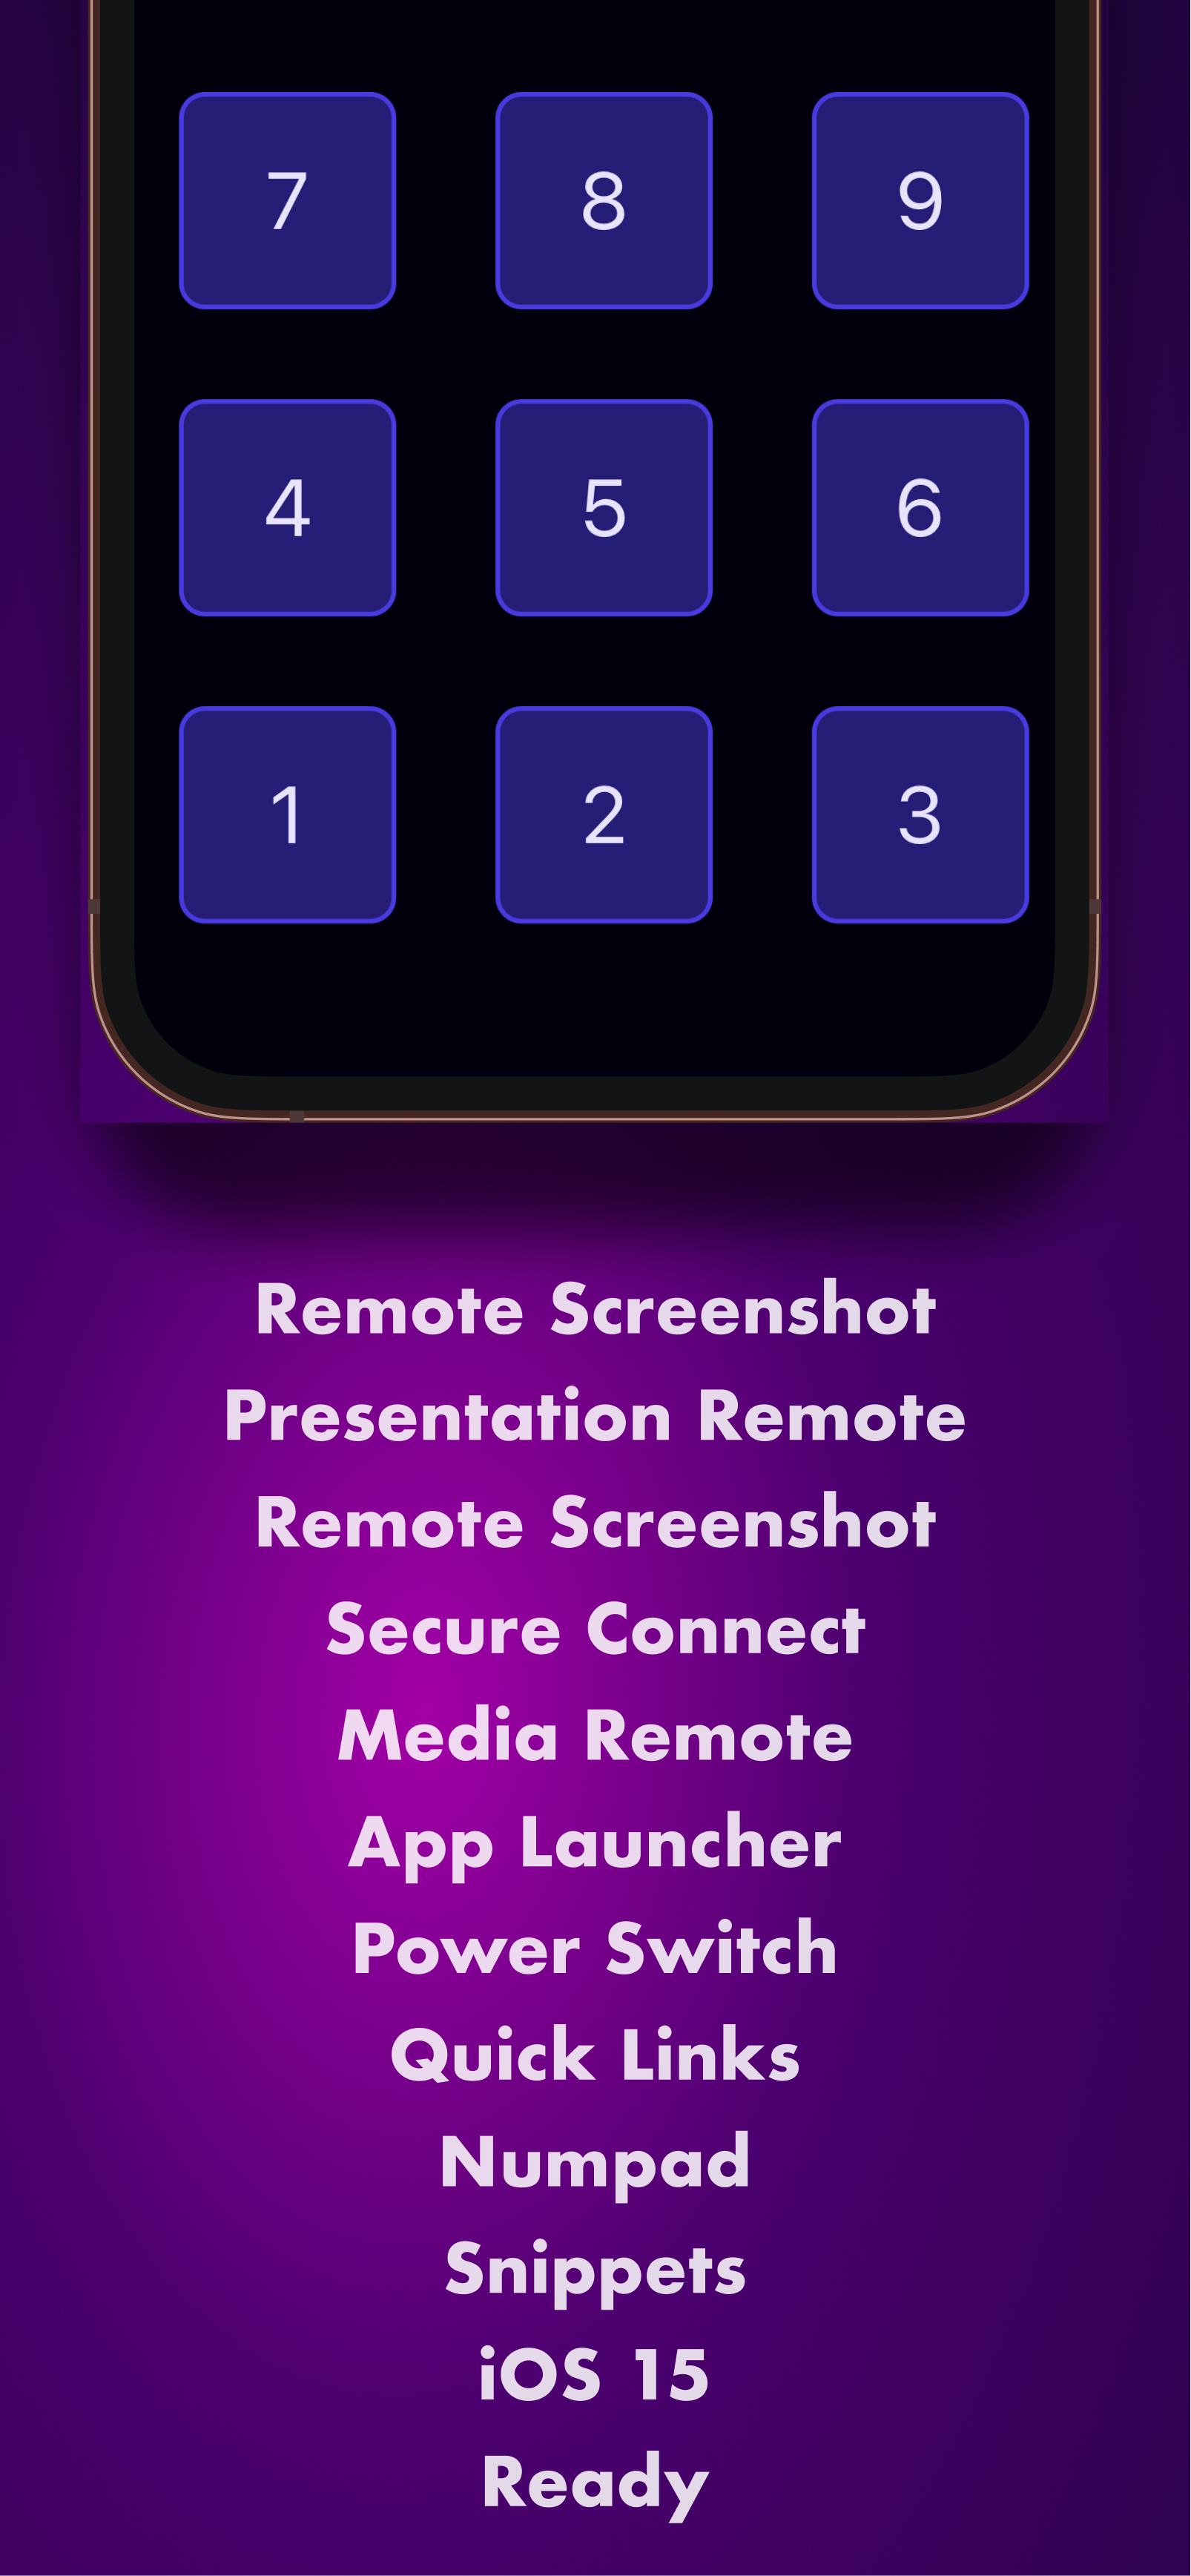 7 8 9
4 5 6
1 2 3
Remote Screenshot
Presentation Remote
Remote Screenshot
Secure Connect
Media Remote
App Launcher
Power Switch
Quick Links
Numpad
Snippets
iOS 15
Ready